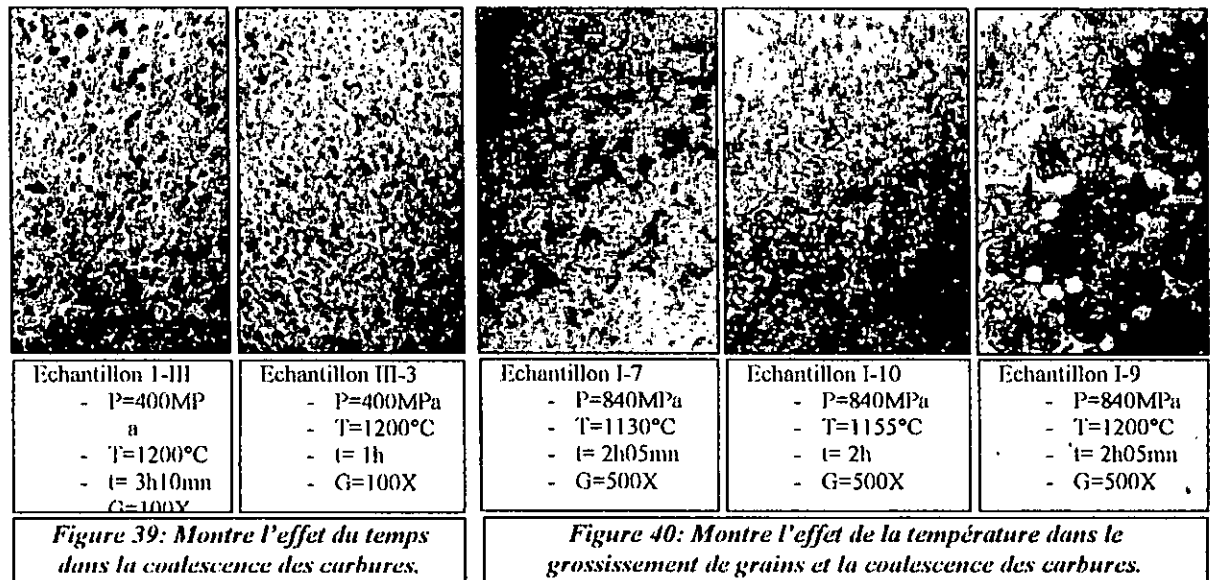 Echantillon I-III
- P=400MP
a
- T=1200°C
- t= 3h10mn
G=100X
Echantillon III-3
- P=400MPa
- T=1200°C
- t= 1h
- G=100X
Echantillon I-7
- P=840MPa
- T=1130°C
- t= 2h05mn
- G=500X
Echantillon I-10
- P=840MPa
- T=1155°C
- t= 2h
- G=500X
Echantillon I-9
- P=840MPa
- T=1200°C
- t= 2h05mn
- G=500X
Figure 39: Montre l'effet du temps
dans la coalescence des carbures.
Figure 40: Montre l'effet de la température dans le
grossissement de grains et la coalescence des carbures.